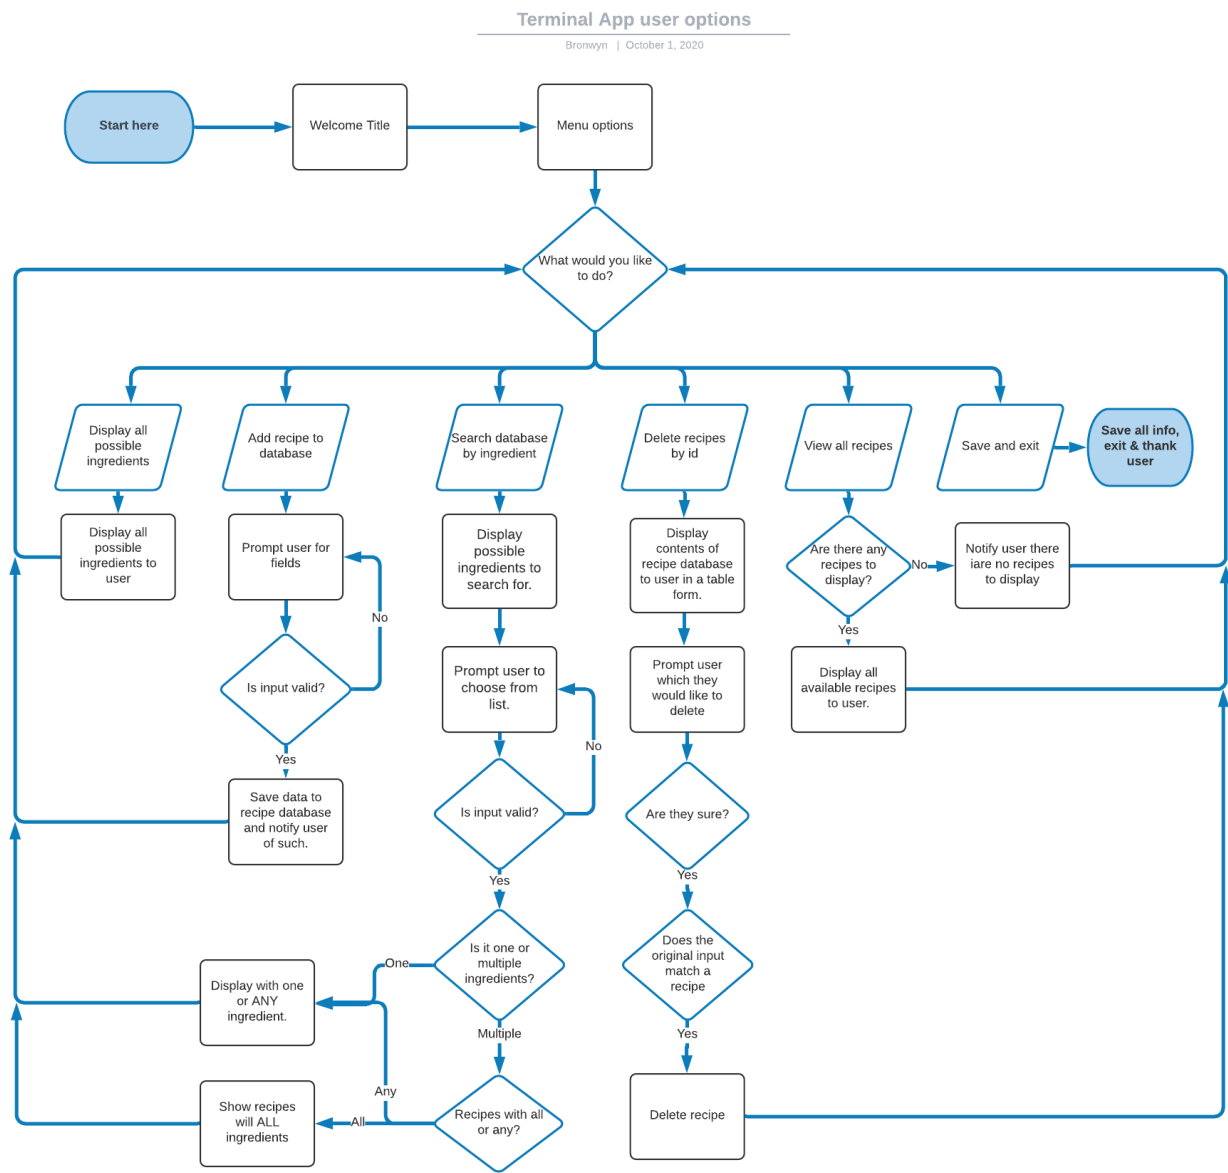 Terminal App user options
Bronwyn | October 1, 2020
Start here
Welcome Title
Menu options
What would you like
to do?
Display all
possible
ingredients
Add recipe to
database
Search database
by ingredient
Delete recipes
by id
View all recipes
Save and exit
Save all info,
exit & thank
user
Display all
possible
ingredients to
user
Prompt user for
fields
Display
possible
ingredients to
search for.
Display
contents of
recipe database
to user in a table
form.
Are there any
recipes to
display?
No
Notify user there
iare no recipes
to display
No
Yes
Is input valid?
Prompt user to
choose from
list.
Prompt user
which they
would like to
delete
Display all
available recipes
to user.
Yes
No
Save data to
recipe database
and notify user
of such.
Is input valid?
Are they sure?
Yes
Yes
Is it one or
multiple
ingredients?
One
Does the
original input
match a
recipe
Display with one
or ANY
ingredient.
Multiple
Yes
Any
Show recipes
will ALL
ingredients
All
Recipes with all
or any?
Delete recipe